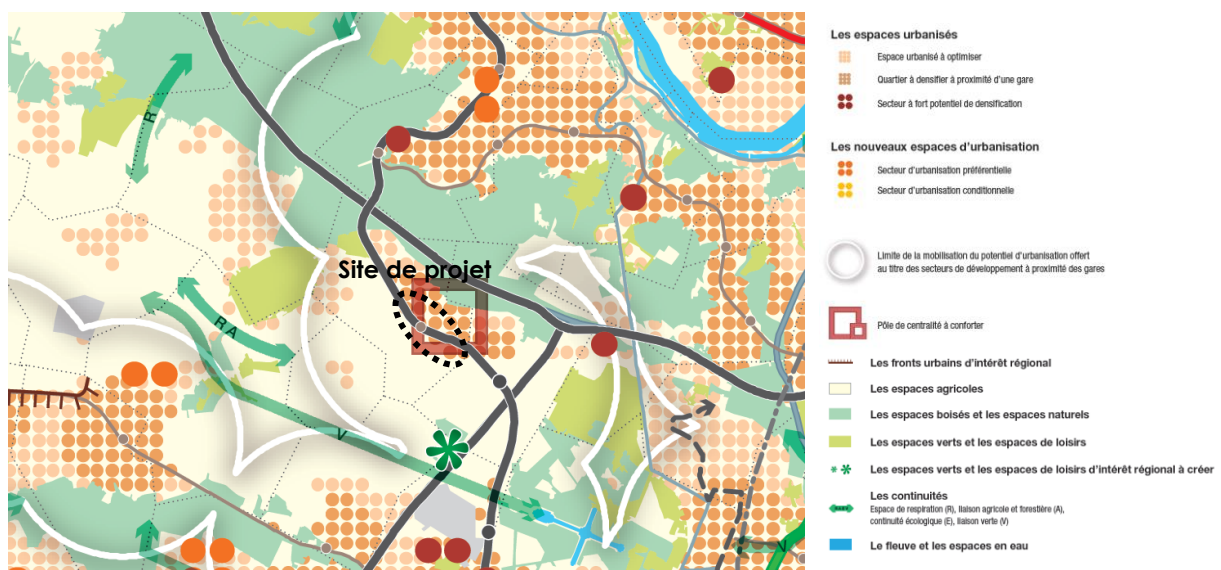 R
Site de projet
R A
V
V
Les espaces urbanisés
Espace urbanisé à optimiser
Quartier à densifier à proximité d'une gare
Secteur à fort potentiel de densification
Les nouveaux espaces d'urbanisation
Secteur d'urbanisation préférentielle
Secteur d'urbanisation conditionnelle
Limite de la mobilisation du potentiel d'urbanisation offert
au titre des secteurs de développement à proximité des gares
Pôle de centralité à conforter
Les fronts urbains d'intérêt régional
Les espaces agricoles
Les espaces boisés et les espaces naturels
Les espaces verts et les espaces de loisirs
Les espaces verts et les espaces de loisirs d'intérêt régional à créer
Les continuités
Espace de respiration (R), liaison agricole et forestière (A),
continuité écologique (E), liaison verte (V)
Le fleuve et les espaces en eau